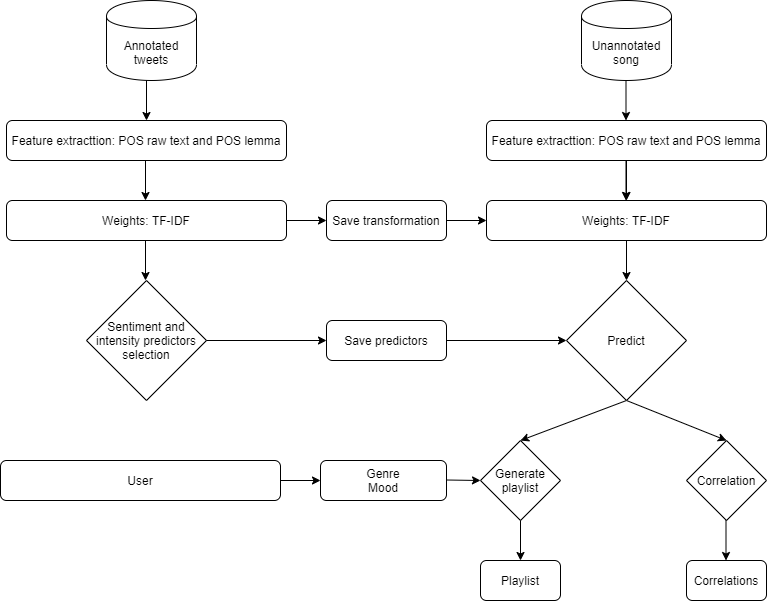 Annotated
tweets
Unannotated
song
Feature extracttion: POS raw text and POS lemma
Feature extracttion: POS raw text and POS lemma
Weights: TF-IDF
Save transformation
Weights: TF-IDF
Sentiment and
intensity predictors
selection
Save predictors
Predict
User
Genre
Mood
Generate
playlist
Correlation
Playlist
Correlations